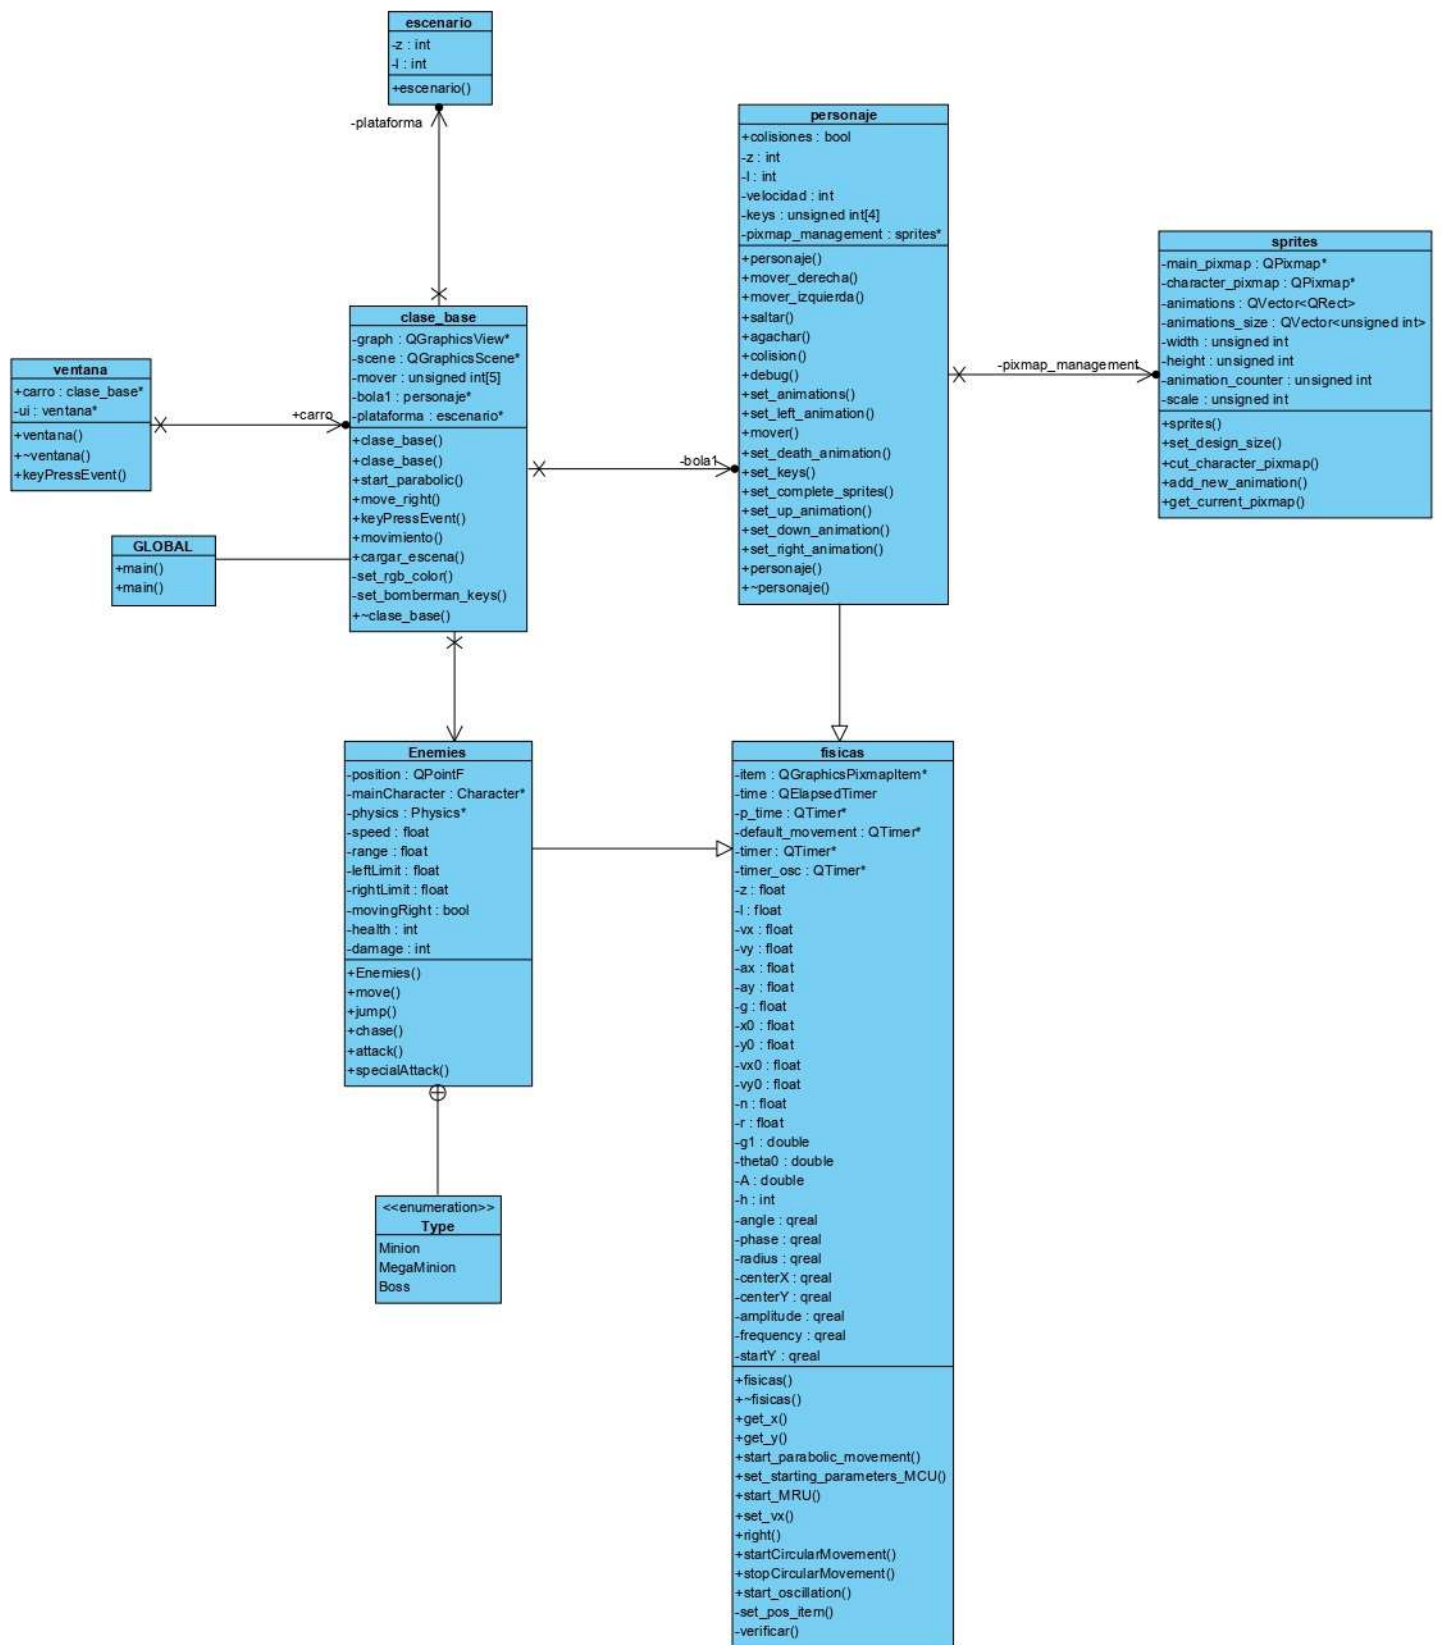 escenario
-z : int
-l : int
+escenario()
-plataforma
personaje
+colisiones : bool
-z : int
-l : int
-velocidad : int
-keys : unsigned int[4]
-pixmap_management : sprites*
+personaje()
+mover_derecha()
+mover_izquierda()
+saltar()
+agachar()
+colision()
+debug()
+set_animations()
+set_left_animation()
+mover()
+set_death_animation()
+set_keys()
+set_complete_sprites()
+set_up_animation()
+set_down_animation()
+set_right_animation()
+personaje()
+~personaje()
-pixmap_management
sprites
-main_pixmap : QPixmap*
-character_pixmap : QPixmap*
-animations : QVector<QRect>
-animations_size : QVector<unsigned int>
-width : unsigned int
-height : unsigned int
-animation_counter : unsigned int
-scale : unsigned int
+sprites()
+set_design_size()
+cut_character_pixmap()
+add_new_animation()
+get_current_pixmap()
clase_base
-graph : QGraphicsView*
-scene : QGraphicsScene*
-mover : unsigned int[5]
-bola1 : personaje*
-plataforma : escenario*
+clase_base()
+clase_base()
+start_parabolic()
+move_right()
+keyPressEvent()
+movimiento()
+cargar_escena()
-set_rgb_color()
-set_bomberman_keys()
+~clase_base()
-bola1
ventana
+carro : clase_base*
-ui : ventana*
+ventana()
+~ventana()
+keyPressEvent()
+carro
GLOBAL
+main()
+main()
Enemies
-position : QPointF
-mainCharacter : Character*
-physics : Physics*
-speed : float
-range : float
-leftLimit : float
-rightLimit : float
-movingRight : bool
-health : int
-damage : int
+Enemies()
+move()
+jump()
+chase()
+attack()
+specialAttack()
<<enumeration>>
Type
Minion
MegaMinion
Boss
fisicas
-item : QGraphicsPixmapItem*
-time : QElapsedTimer
-p_time : QTimer*
-default_movement : QTimer*
-timer : QTimer*
-timer_osc : QTimer*
-z : float
-l : float
-vx : float
-vy : float
-ax : float
-ay : float
-g : float
-x0 : float
-y0 : float
-vx0 : float
-vy0 : float
-n : float
-r : float
-g1 : double
-theta0 : double
-A : double
-h : int
-angle : qreal
-phase : qreal
-radius : qreal
-centerX : qreal
-centerY : qreal
-amplitude : qreal
-frequency : qreal
-startY : qreal
+fisicas()
+~fisicas()
+get_x()
+get_y()
+start_parabolic_movement()
+set_starting_parameters_MCU()
+start_MRU()
+set_vx()
+right()
+startCircularMovement()
+stopCircularMovement()
+start_oscillation()
-set_pos_item()
-verificar()